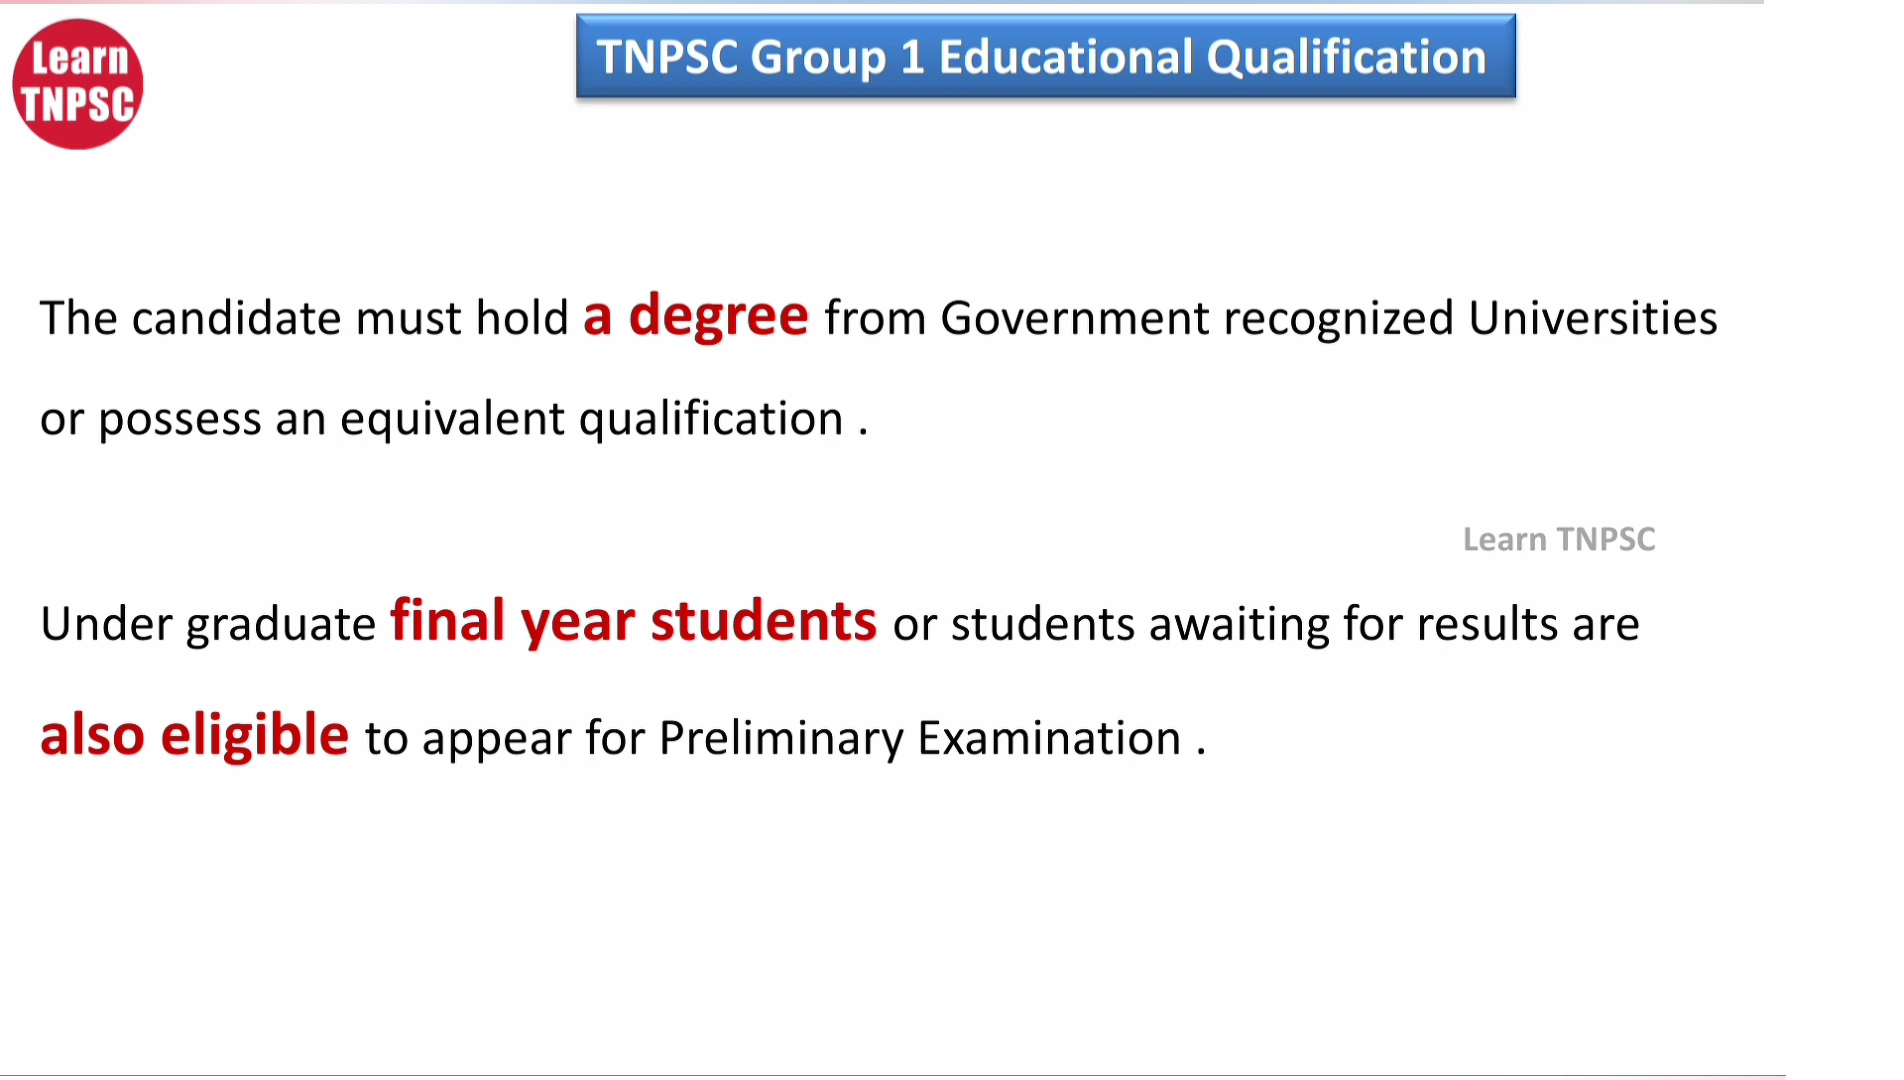 Learn
TNPSC
TNPSC Group 1 Educational Qualification
The candidate must hold a degree from Government recognized Universities
or possess an equivalent qualification .
Learn TNPSC
Under graduate final year students or students awaiting for results are
also eligible to appear for Preliminary Examination .